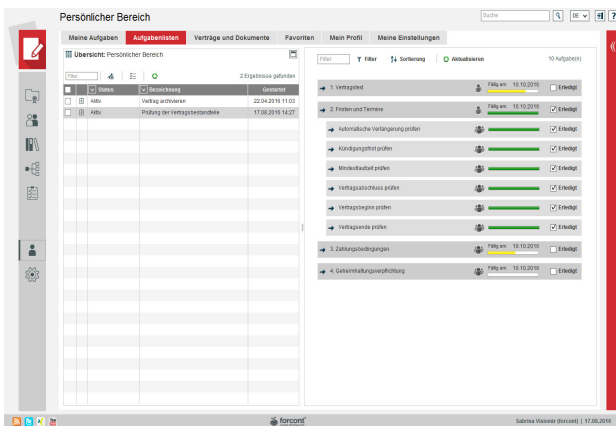 Persönlicher Bereich
Suche
DE
?
Meine Aufgaben
Aufgabenlisten
Verträge und Dokumente
Favoriten
Mein Profil
Meine Einstellungen
Übersicht: Persönlicher Bereich
Filter
2 Ergebnisse gefunden
Status Bezeichnung Gestartet
Aktiv Vertrag archivieren 22.04.2016 11:03
Aktiv Prüfung der Vertragsbestandteile 17.08.2016 14:27
Filter Filter Sortierung Aktualisieren 10 Aufgabe(n)
1. Vertragstext Fällig am: 10.10.2016 Erledigt
2. Fristen und Termine Fällig am: 10.10.2016 Erledigt
Automatische Verlängerung prüfen Erledigt
Kündigungsfrist prüfen Erledigt
Mindestlaufzeit prüfen Erledigt
Vertragsabschluss prüfen Erledigt
Vertragsbeginn prüfen Erledigt
Vertragsende prüfen Erledigt
3. Zahlungsbedingungen Fällig am: 10.10.2016 Erledigt
4. Geheimhaltungsverpflichtung Fällig am: 10.10.2016 Erledigt
forcont
Sabrina Visionär (forcont) | 17.08.2016